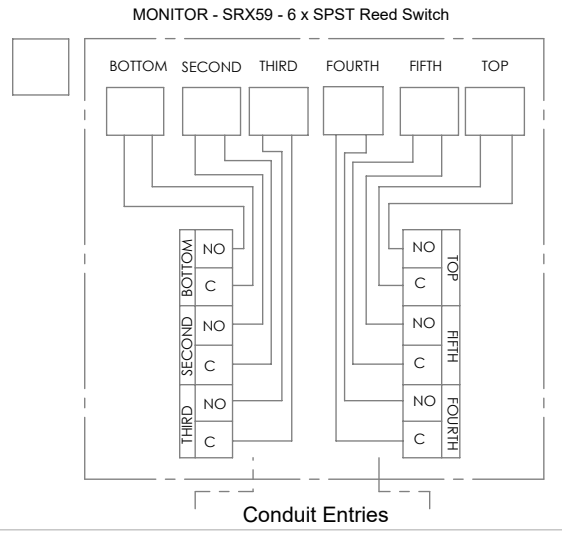 MONITOR - SRX59 - 6 x SPST Reed Switch
BOTTOM SECOND THIRD FOURTH FIFTH TOP
BOTTOM
NO
C
SECOND
NO
C
THIRD
NO
C
NO
C
TOP
NO
C
FIFTH
NO
C
FOURTH
Conduit Entries